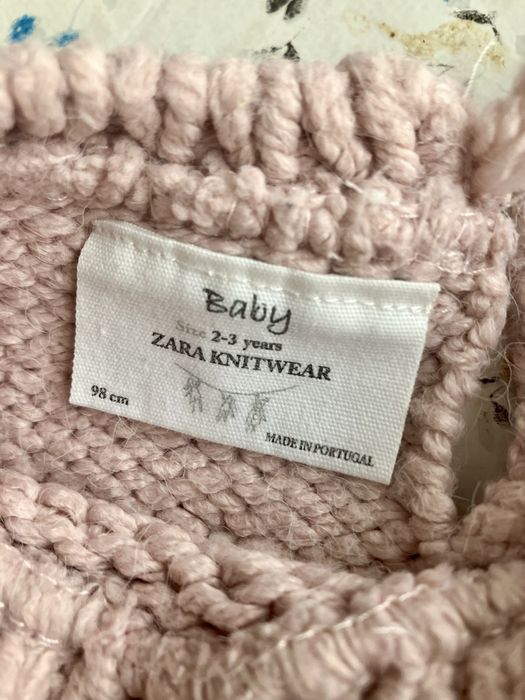 Baby
Size 2-3 years
ZARA KNITWEAR
98 cm
MADE IN PORTUGAL